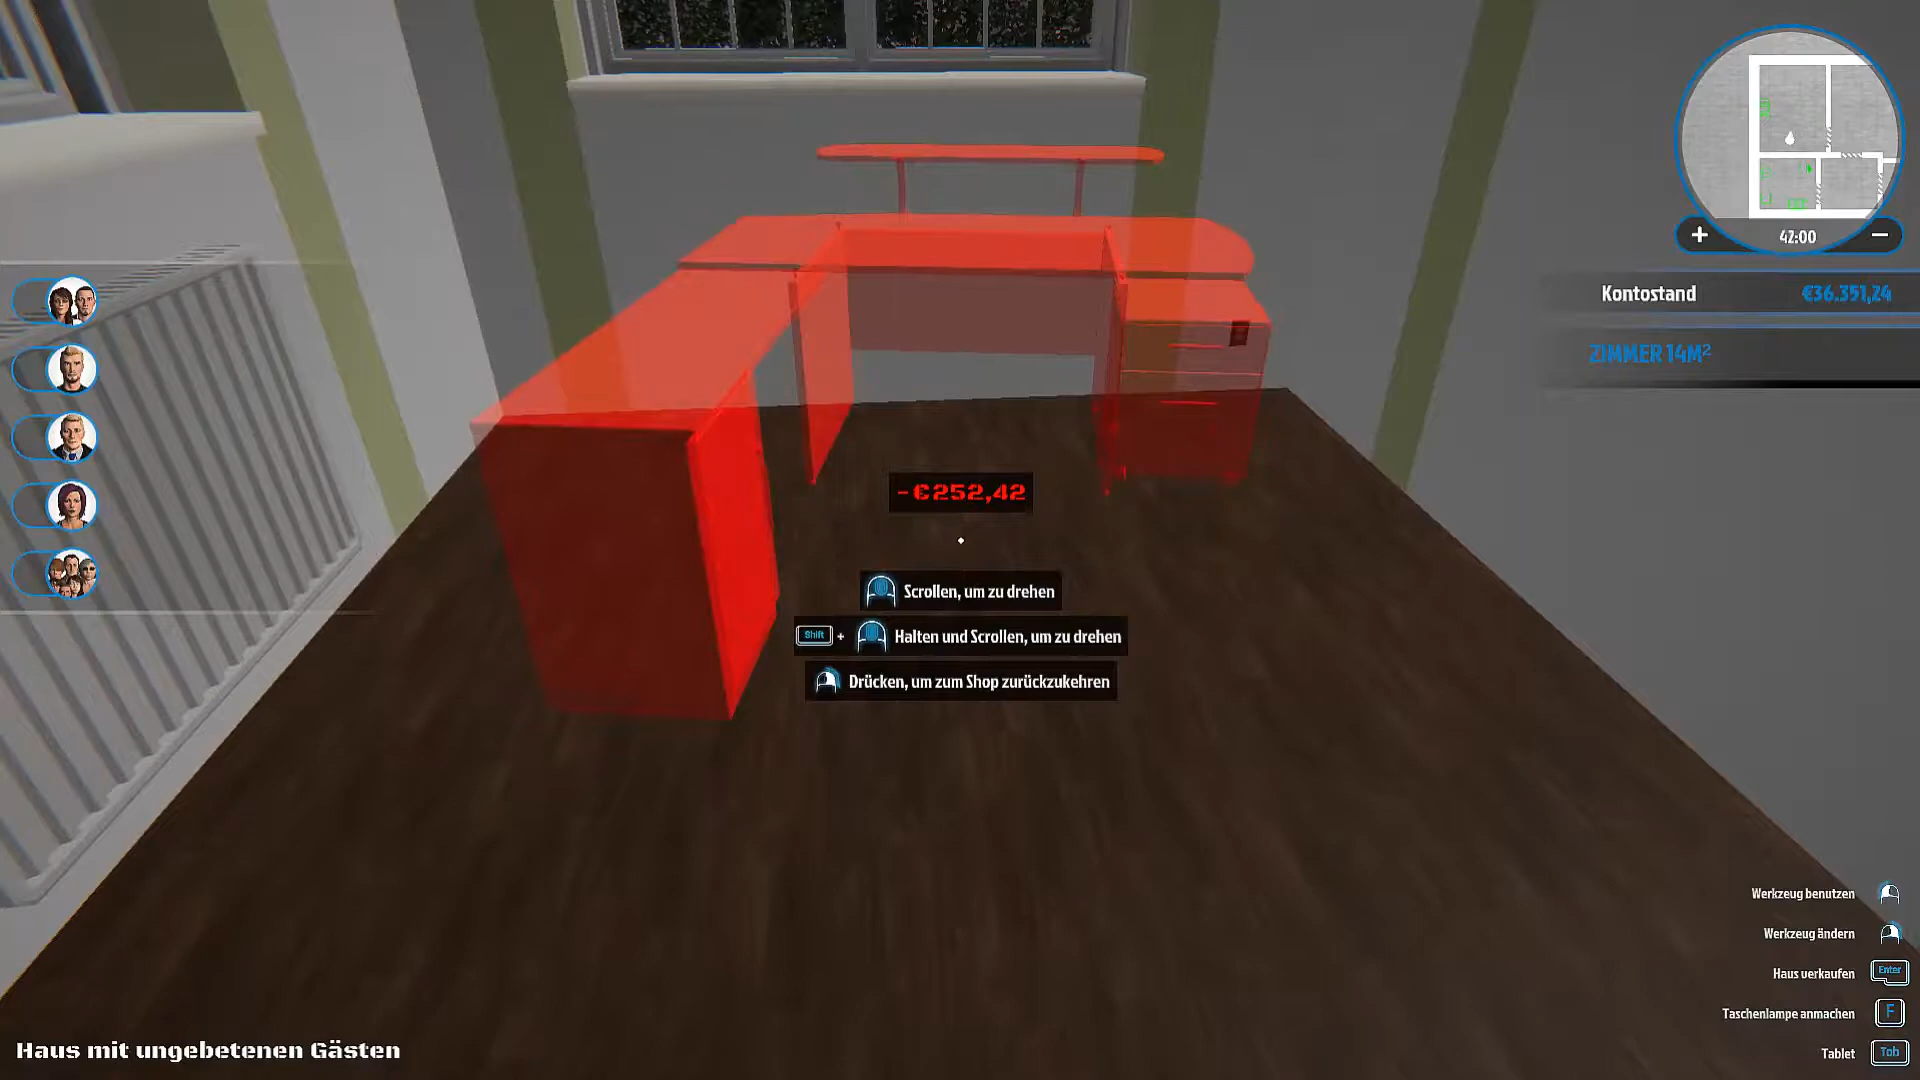 + 42:00 −
Kontostand €36.351,24
ZIMMER 14M²
-€252,42
Scrollen, um zu drehen
Shift + Halten und Scrollen, um zu drehen
Drücken, um zum Shop zurückzukehren
Werkzeug benutzen
Werkzeug ändern
Haus verkaufen Enter
Taschenlampe anmachen F
Tablet Tab
Haus mit ungebetenen Gästen